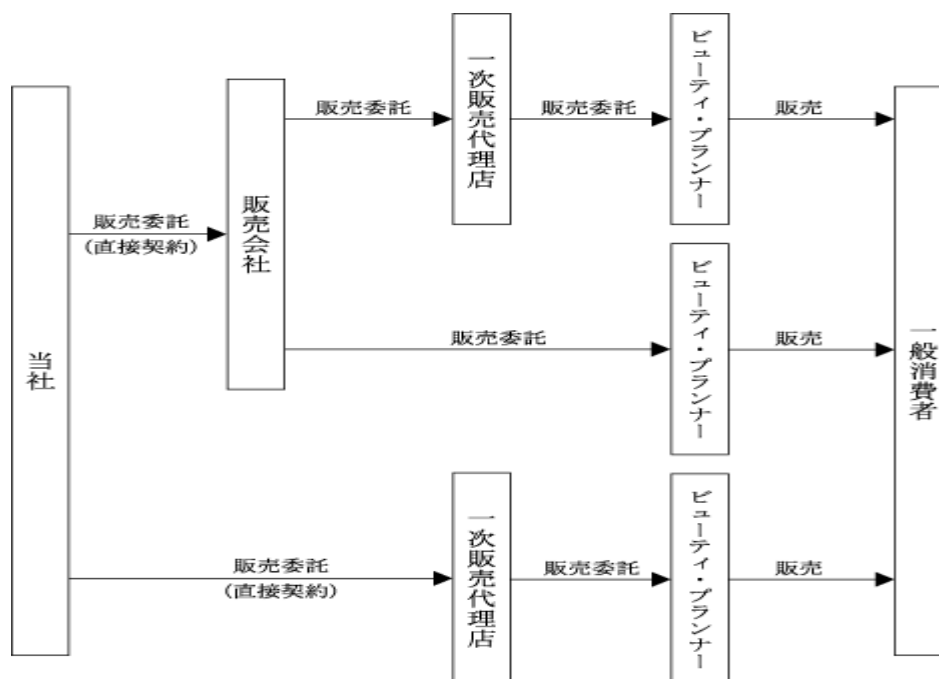 当社
販売委託
(直接契約)
販売会社
販売委託
一次販売代理店
販売委託
ビューティ・プランナー
販売
販売委託
ビューティ・プランナー
販売
販売委託
(直接契約)
一次販売代理店
販売委託
ビューティ・プランナー
販売
一般消費者